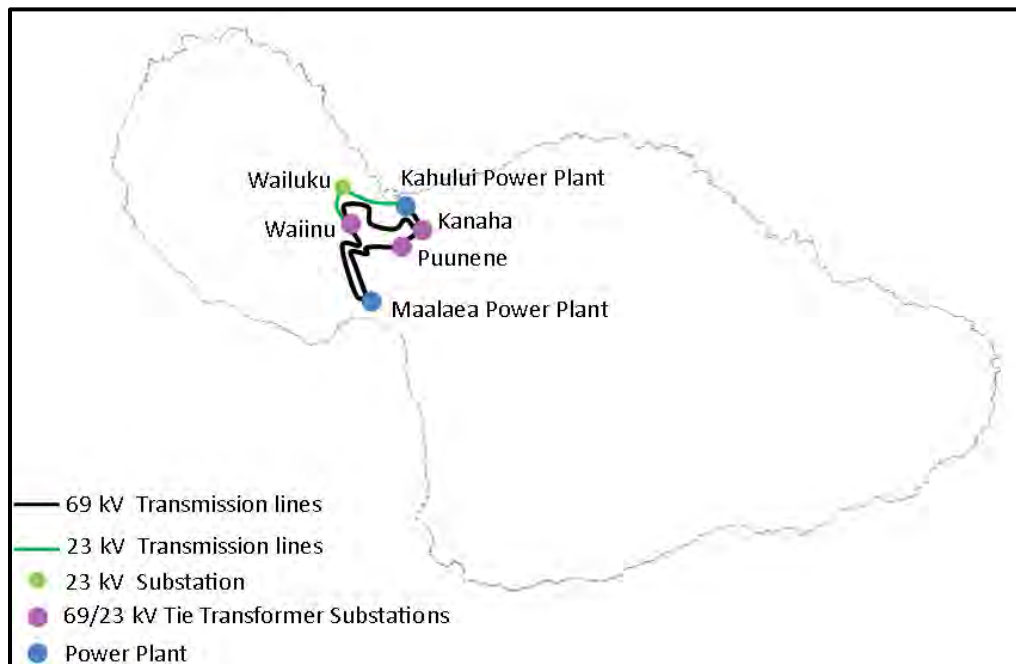 Wailuku
Kahului Power Plant
Waiinu
Kanaha
Puunene
Maalaea Power Plant
69 kV Transmission lines
23 kV Transmission lines
23 kV Substation
69/23 kV Tie Transformer Substations
Power Plant